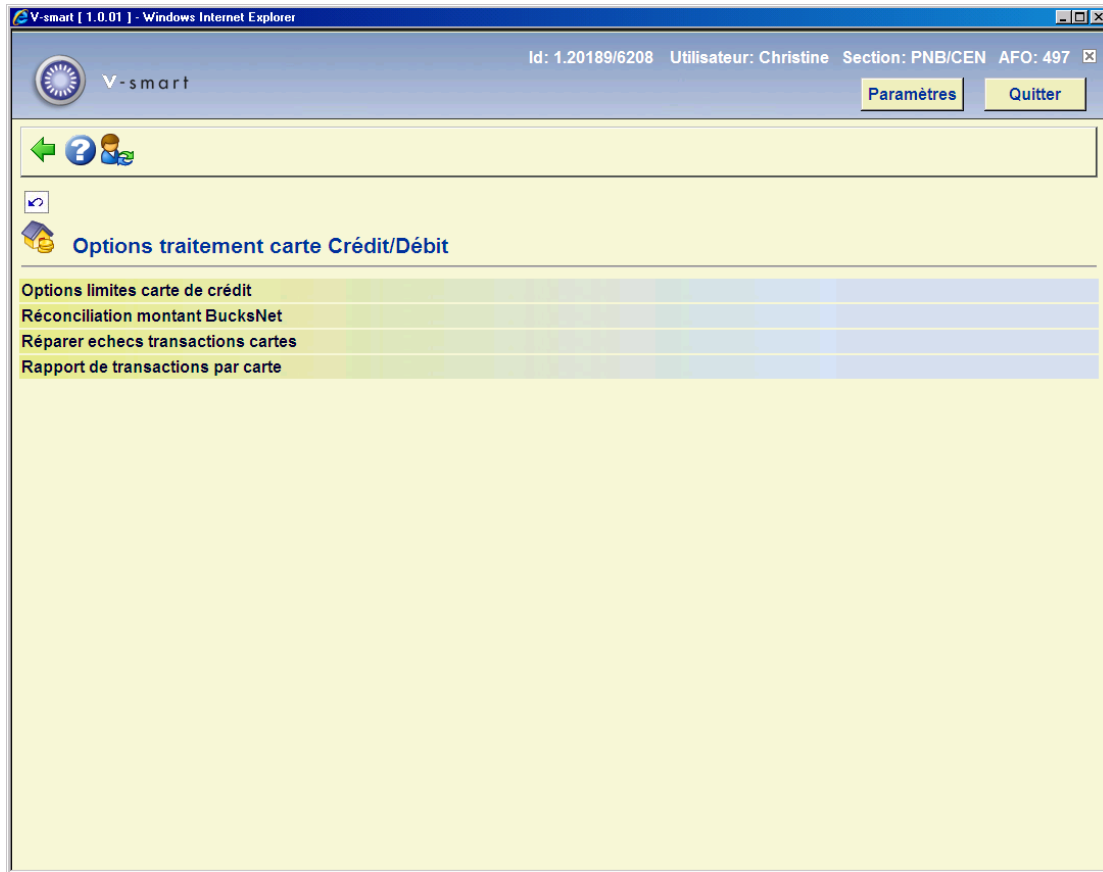 V-smart [ 1.0.01 ] - Windows Internet Explorer
Id: 1.20189/6208 Utilisateur: Christine Section: PNB/CEN AFO: 497
V-smart
Paramètres Quitter
Options traitement carte Crédit/Débit
Options limites carte de crédit
Réconciliation montant BucksNet
Réparer echecs transactions cartes
Rapport de transactions par carte